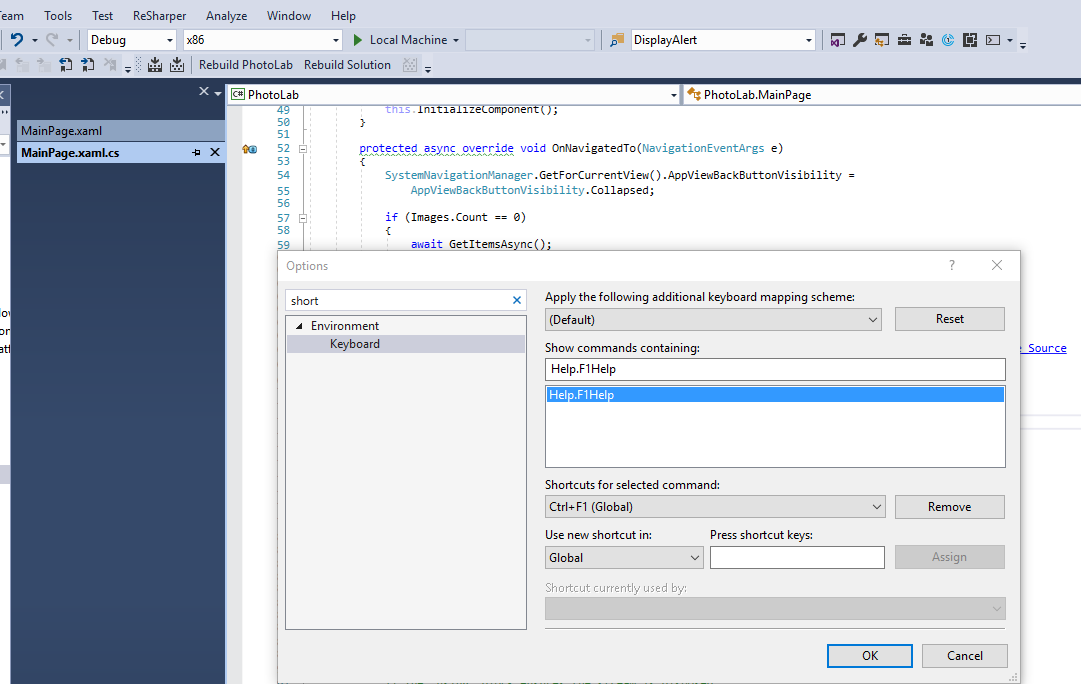 eam Tools Test ReSharper Analyze Window Help
Debug x86 Local Machine DisplayAlert
Rebuild PhotoLab Rebuild Solution
C# PhotoLab PhotoLab.MainPage
MainPage.xaml
MainPage.xaml.cs
49 this.InitializeComponent();
50 }
51
52 protected async override void OnNavigatedTo(NavigationEventArgs e)
53 {
54 SystemNavigationManager.GetForCurrentView().AppViewBackButtonVisibility =
55 AppViewBackButtonVisibility.Collapsed;
56
57 if (Images.Count == 0)
58 {
59 await GetItemsAsync();
Options ?
short
Environment
Keyboard
Apply the following additional keyboard mapping scheme:
(Default) Reset
Show commands containing:
Help.F1Help
Help.F1Help
Shortcuts for selected command:
Ctrl+F1 (Global) Remove
Use new shortcut in: Press shortcut keys:
Global Assign
Shortcut currently used by:
OK Cancel
Source